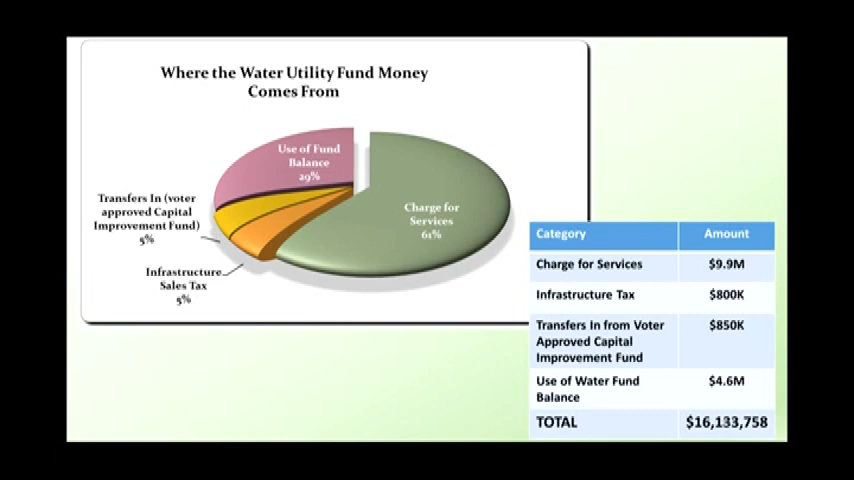 Where the Water Utility Fund Money
Comes From
Use of Fund
Balance
29%
Transfers In (voter
approved Capital
Improvement Fund)
5%
Charge for
Services
61%
Infrastructure
Sales Tax
5%
Category Amount
Charge for Services $9.9M
Infrastructure Tax $800K
Transfers In from Voter $850K
Approved Capital
Improvement Fund
Use of Water Fund $4.6M
Balance
TOTAL $16,133,758